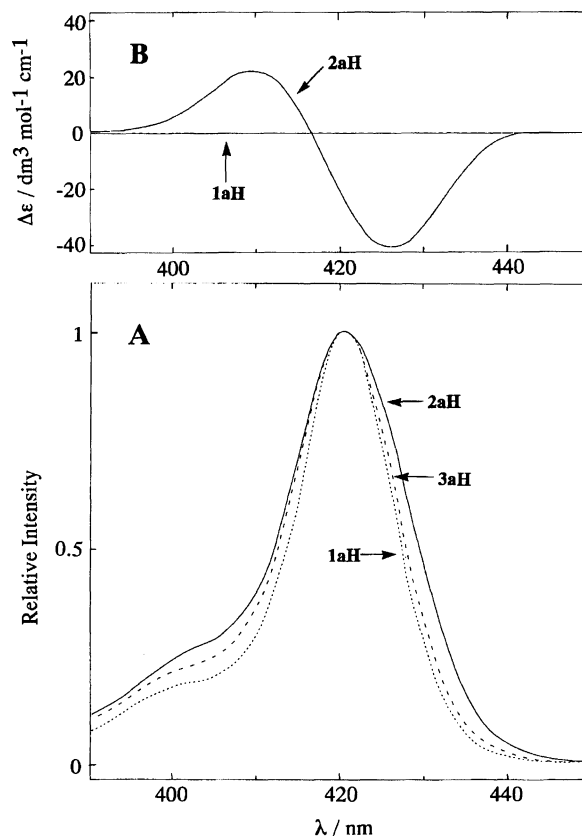 B
Δε / dm³ mol⁻¹ cm⁻¹
40
20
0
-20
-40
2aH
1aH
400
420
440
A
Relative Intensity
1
0.5
0
2aH
3aH
1aH
400
420
440
λ / nm